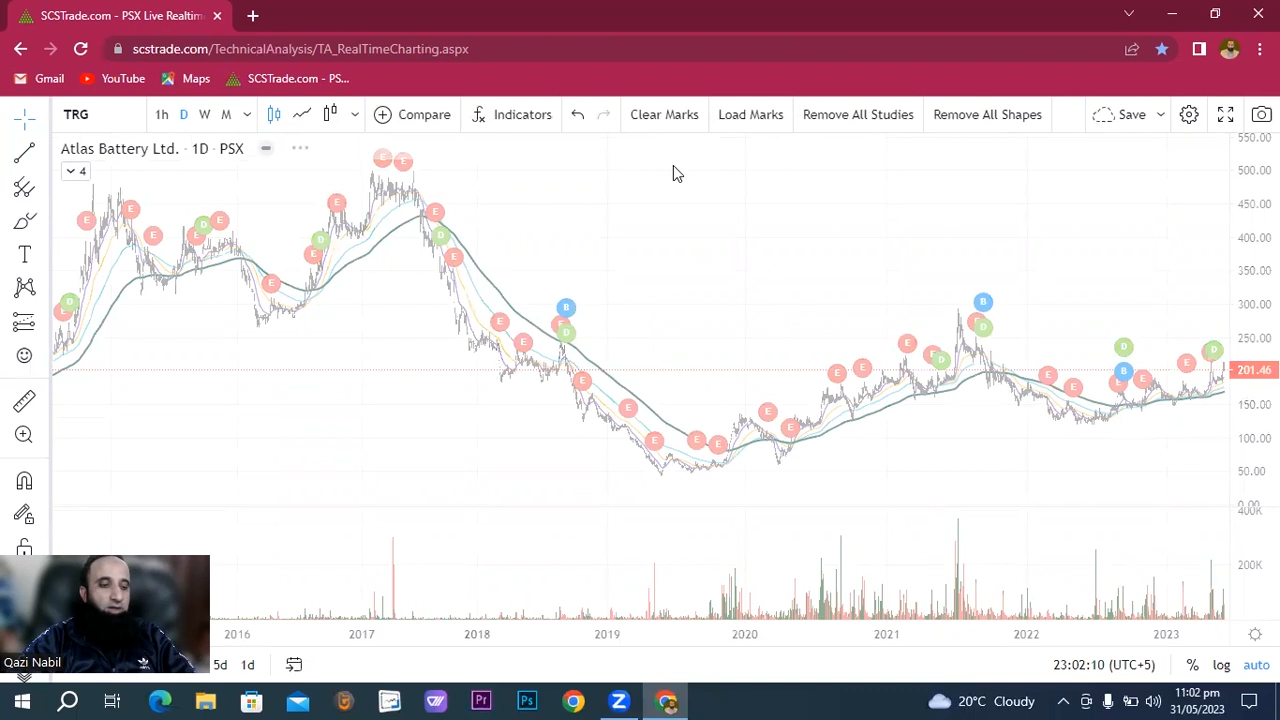 SCSTrade.com - PSX Live Realtim
scstrade.com/TechnicalAnalysis/TA_RealTimeCharting.aspx
Gmail YouTube Maps SCSTrade.com - PS...
TRG 1h D W M Compare Indicators Clear Marks Load Marks Remove All Studies Remove All Shapes Save
Atlas Battery Ltd. · 1D · PSX
4
550.00
500.00
450.00
400.00
350.00
300.00
250.00
201.46
150.00
100.00
50.00
0.00
400K
200K
E E E E D E E D E E E E E D E E E B E D E E E E E E E E E E E D B E D E E D B E E E E D
2016 2017 2018 2019 2020 2021 2022 2023
Qazi Nabil
5d 1d 23:02:10 (UTC+5) % log auto
20°C Cloudy
11:02 pm
31/05/2023